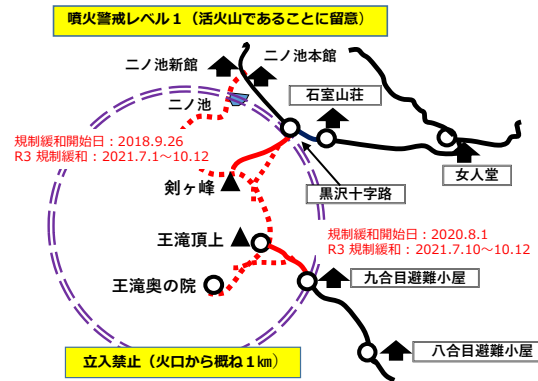 噴火警戒レベル１（活火山であることに留意）
二ノ池新館
二ノ池本館
石室山荘
二ノ池
規制緩和開始日：2018.9.26
R3 規制緩和：2021.7.1～10.12
女人堂
黒沢十字路
剣ヶ峰
規制緩和開始日：2020.8.1
R3 規制緩和：2021.7.10～10.12
王滝頂上
九合目避難小屋
王滝奥の院
八合目避難小屋
立入禁止（火口から概ね１㎞）